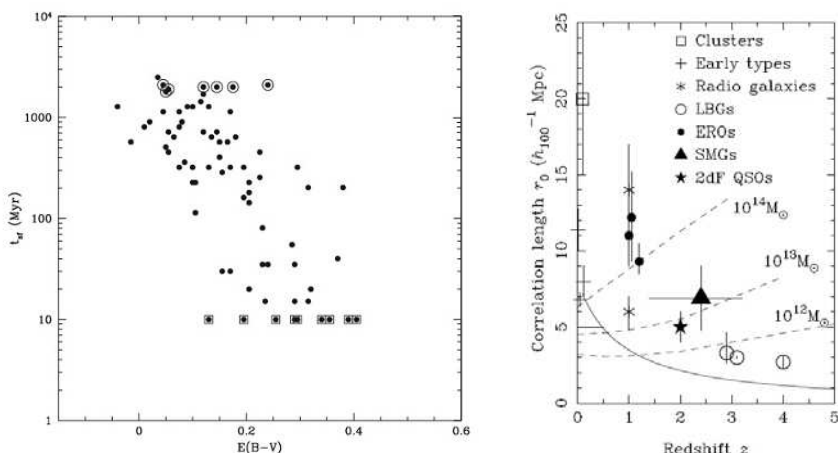 10⁴
1000
100
10
1
t_sf (Myr)
0
0.2
0.4
0.6
E(B−V)
25
20
15
10
5
0
Correlation length r₀ (h₁₀₀⁻¹ Mpc)
Clusters
Early types
Radio galaxies
LBGs
EROs
SMGs
2dF QSOs
10¹⁴M☉
10¹³M☉
10¹²M☉
0
1
2
3
4
5
Redshift z